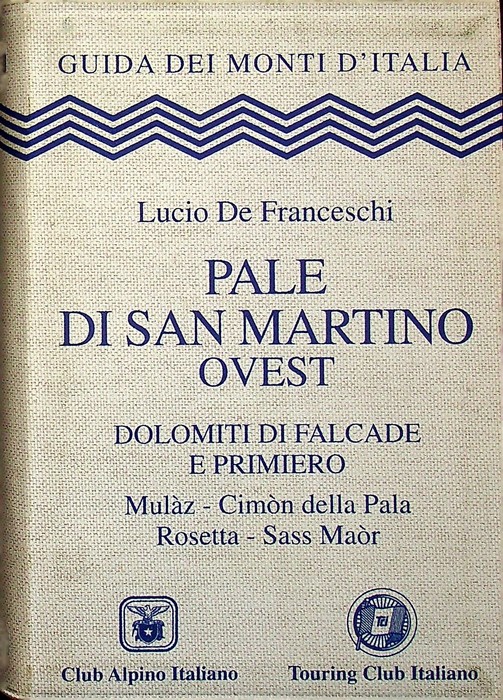 GUIDA DEI MONTI D'ITALIA
Lucio De Franceschi
PALE
DI SAN MARTINO
OVEST
DOLOMITI DI FALCADE
E PRIMIERO
Mulàz - Cimòn della Pala
Rosetta - Sass Maòr
TCI
Club Alpino Italiano
Touring Club Italiano